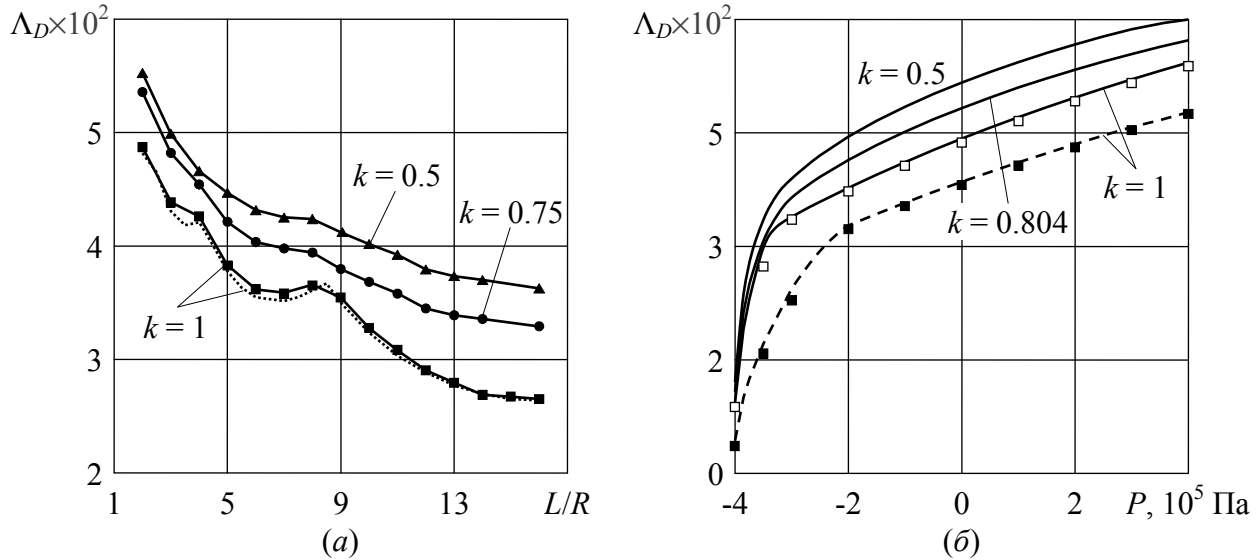 Λ_D×10²
5
4
3
2
1 5 9 13 L/R
k = 0.5
k = 0.75
k = 1
(а)
Λ_D×10²
5
3
2
0
-4 -2 0 2 P, 10⁵ Па
k = 0.5
k = 0.804
k = 1
(б)